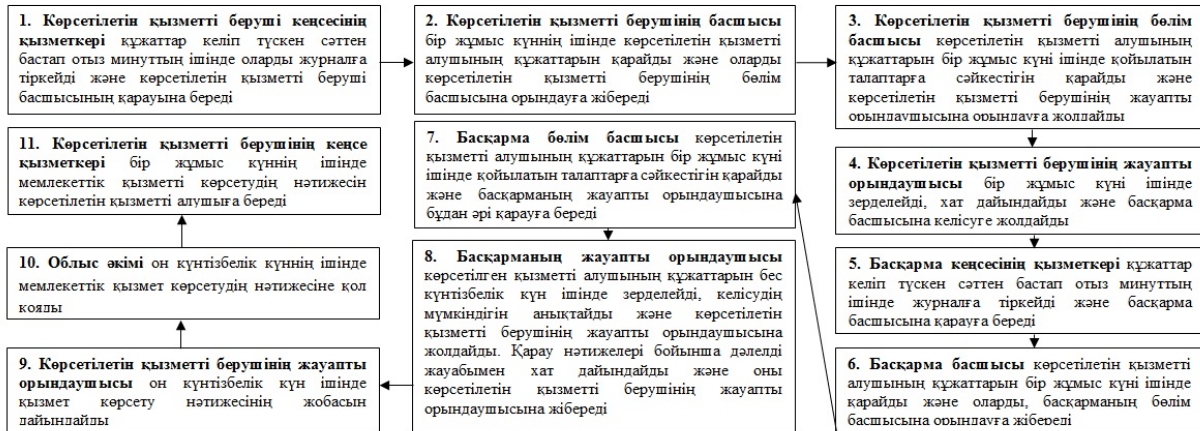 1. Көрсетілетін қызметті беруші кеңсесінің
қызметкері құжаттар келіп түскен сәттен
бастап отыз минуттың ішінде оларды журналға
тіркейді және көрсетілетін қызметті беруші
басшысының қарауына береді
2. Көрсетілетін қызметті берушінің басшысы
бір жұмыс күннің ішінде көрсетілетін қызметті
алушының құжаттарын қарайды және оларды
көрсетілетін қызметті берушінің бөлім
басшысына орындауға жібереді
3. Көрсетілетін қызметті берушінің бөлім
басшысы көрсетілетін қызметті алушының
құжаттарын бір жұмыс күні ішінде қойылатын
талаптарға сәйкестігін қарайды және
көрсетілетін қызметті берушінің жауапты
орындаушысына орындауға жолдайды
4. Көрсетілетін қызметті берушінің жауапты
орындаушысы бір жұмыс күні ішінде
зерделейді, хат дайындайды және басқарма
басшысына келісуге жолдайды
5. Басқарма кеңсесінің қызметкері құжаттар
келіп түскен сәттен бастап отыз минуттың
ішінде журналға тіркейді және басқарма
басшысына қарауға береді
6. Басқарма басшысы көрсетілетін қызметті
алушының құжаттарын бір жұмыс күні ішінде
қарайды және оларды, басқарманың бөлім
басшысына орындауға жібереді
7. Басқарма бөлім басшысы көрсетілетін
қызметті алушының құжаттарын бір жұмыс күні
ішінде қойылатын талаптарға сәйкестігін қарайды
және басқарманың жауапты орындаушысына
бұдан әрі қарауға береді
8. Басқарманың жауапты орындаушысы
көрсетілген қызметті алушының құжаттарын бес
күнтізбелік күн ішінде зерделейді, келісудің
мүмкіндігін анықтайды және көрсетілетін
қызметті берушінің жауапты орындаушысына
жолдайды. Қарау нәтижелері бойынша дәлелді
жауабымен хат дайындайды және оны
көрсетілетін қызметті берушінің жауапты
орындаушысына жібереді
9. Көрсетілетін қызметті берушінің жауапты
орындаушысы он күнтізбелік күн ішінде
қызмет көрсету нәтижесінің жобасын
дайындайды
10. Облыс әкімі он күнтізбелік күннің ішінде
мемлекеттік қызмет көрсетудің нәтижесіне қол
қояды
11. Көрсетілетін қызметті берушінің кеңсе
қызметкері бір жұмыс күннің ішінде
мемлекеттік қызметті көрсетудің нәтижесін
көрсетілетін қызметті алушыға береді